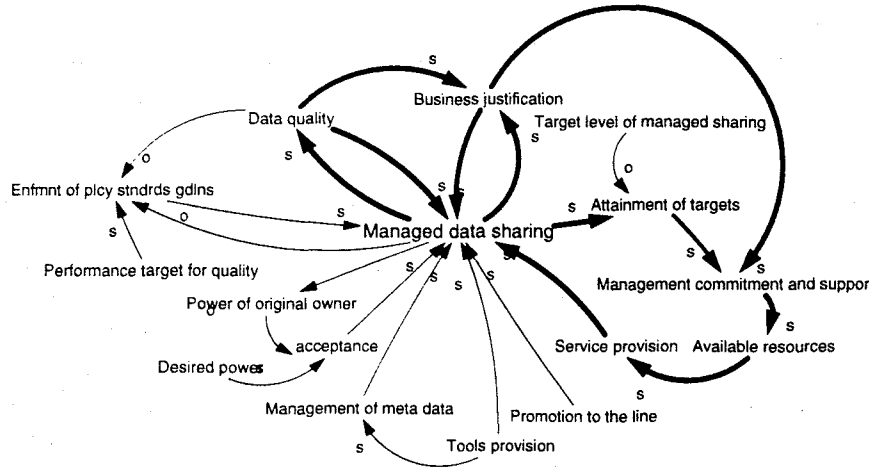 s
Business justification
Data quality
Target level of managed sharing
s
s
o
o
Enfmnt of plcy stndrds gdlns
s
s
s
o
s
Attainment of targets
Managed data sharing
s
s
Performance target for quality
s
s
s
s
s
s
s
Management commitment and suppor
Power of original owner
o
s
acceptance
Service provision
Available resources
Desired power
s
s
Management of meta data
Promotion to the line
s
Tools provision